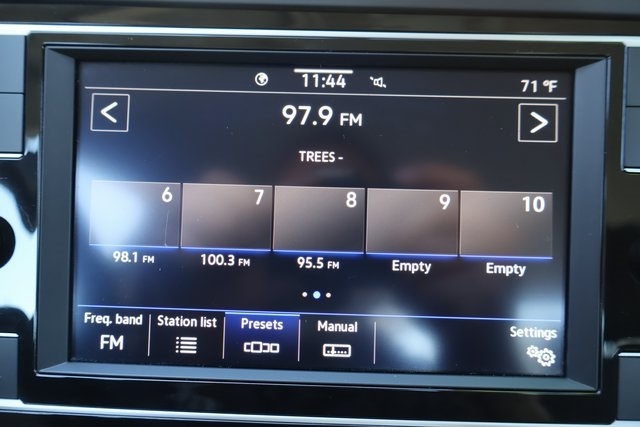 11:44
71 °F
97.9 FM
TREES -
6 7 8 9 10
98.1 FM 100.3 FM 95.5 FM Empty Empty
Freq. band Station list Presets Manual Settings
FM